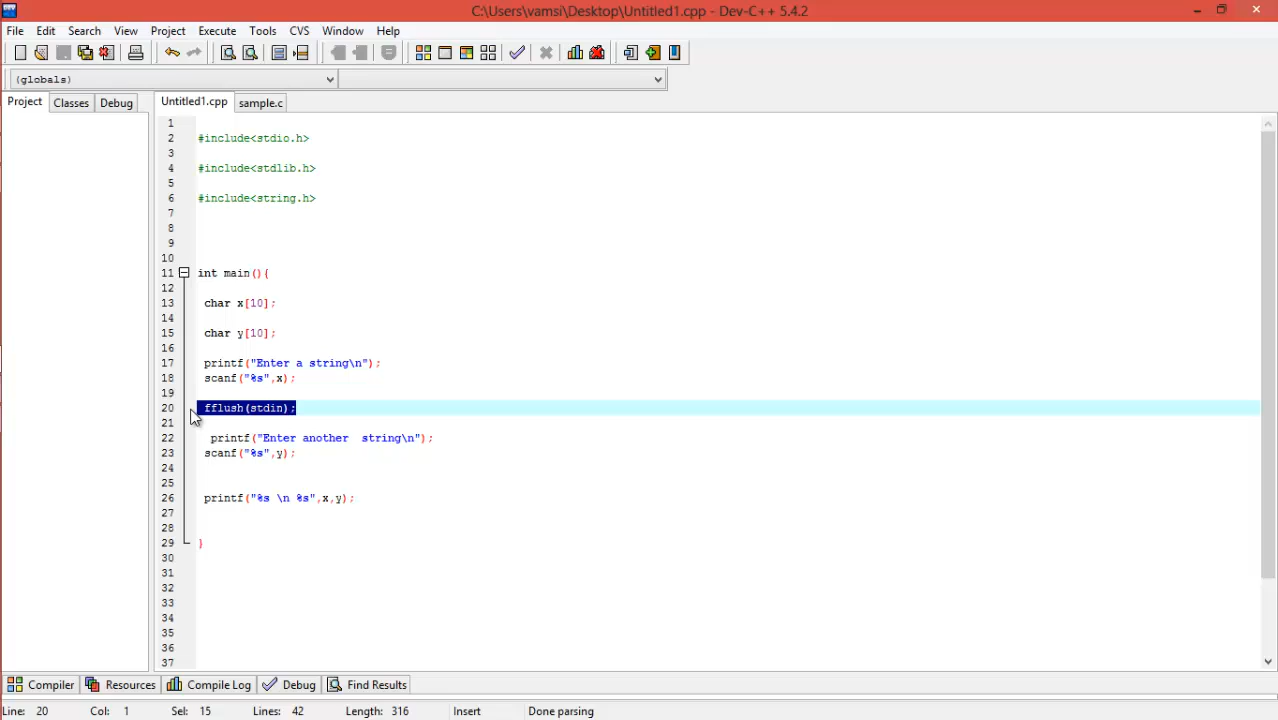 C:\Users\vamsi\Desktop\Untitled1.cpp - Dev-C++ 5.4.2
File Edit Search View Project Execute Tools CVS Window Help
(globals)
Project Classes Debug Untitled1.cpp sample.c
1
2 #include<stdio.h>
3
4 #include<stdlib.h>
5
6 #include<string.h>
7
8
9
10
11 int main(){
12
13 char x[10];
14
15 char y[10];
16
17 printf("Enter a string\n");
18 scanf("%s",x);
19
20 fflush(stdin);
21
22 printf("Enter another  string\n");
23 scanf("%s",y);
24
25
26 printf("%s \n %s",x,y);
27
28
29 }
30
31
32
33
34
35
36
37
Compiler Resources Compile Log Debug Find Results
Line: 20 Col: 1 Sel: 15 Lines: 42 Length: 316 Insert Done parsing